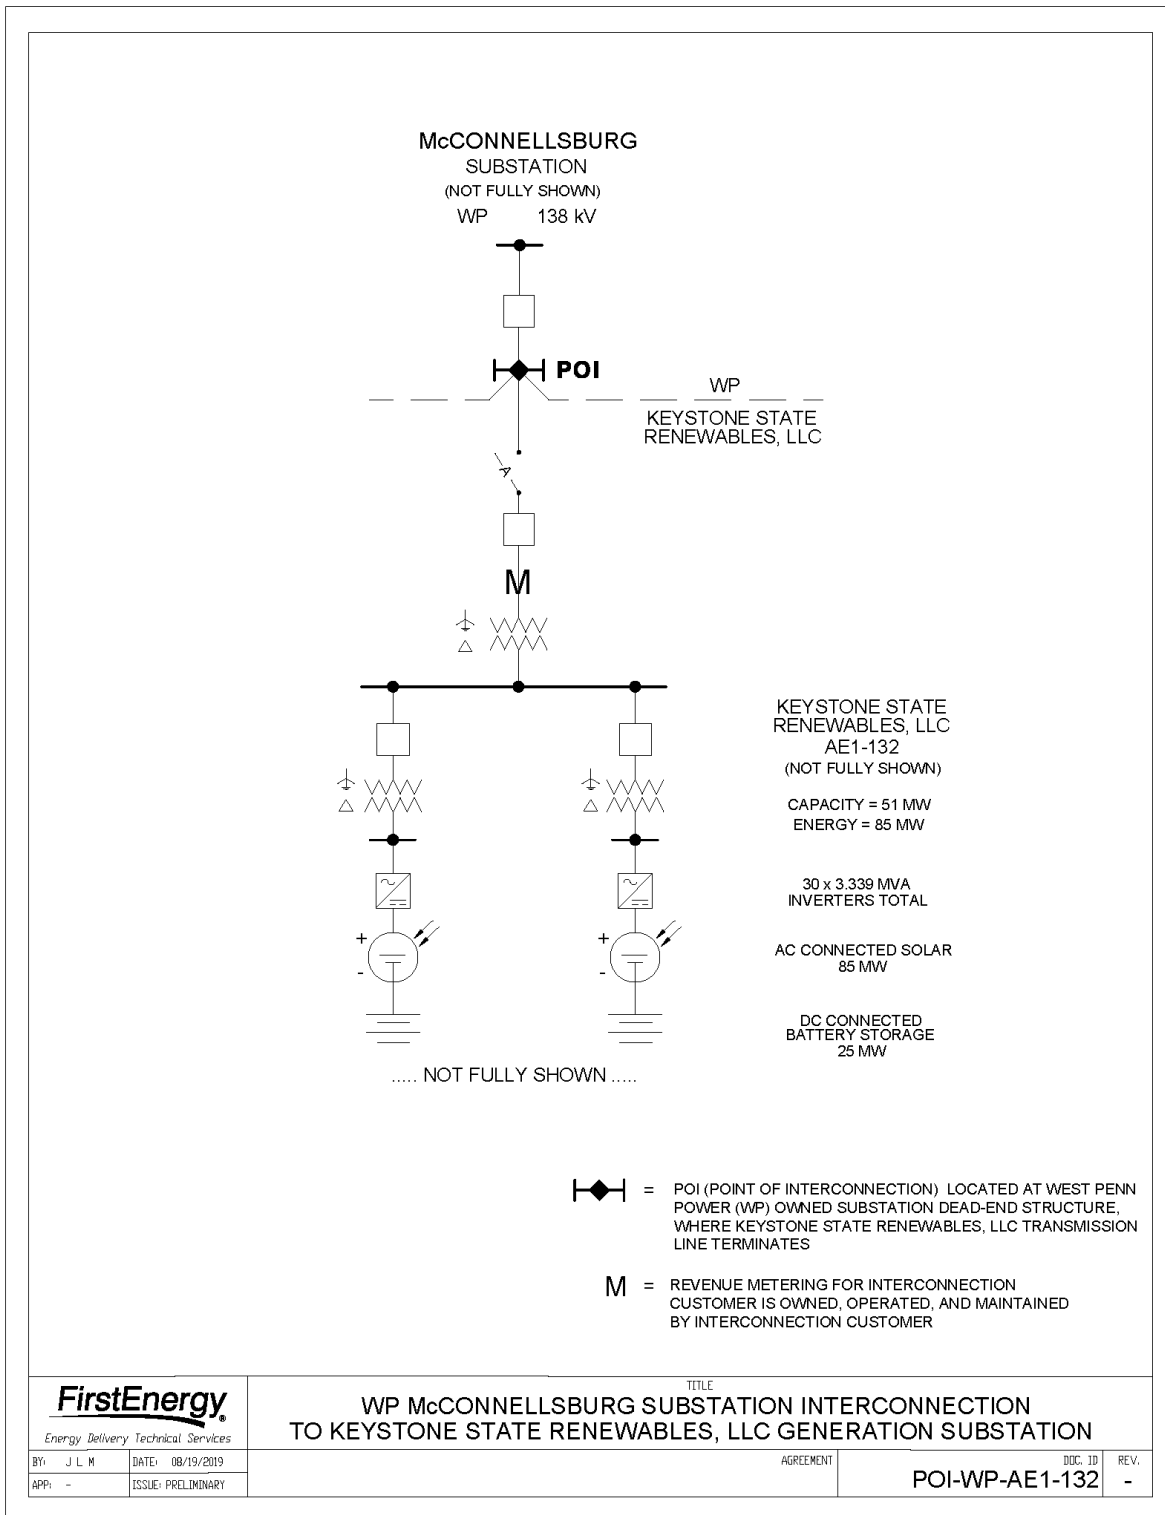 McCONNELLSBURG
SUBSTATION
(NOT FULLY SHOWN)
WP 138 kV
POI
WP
KEYSTONE STATE
RENEWABLES, LLC
A
M
KEYSTONE STATE
RENEWABLES, LLC
AE1-132
(NOT FULLY SHOWN)
CAPACITY = 51 MW
ENERGY = 85 MW
30 x 3.339 MVA
INVERTERS TOTAL
+ +
- -
AC CONNECTED SOLAR
85 MW
DC CONNECTED
BATTERY STORAGE
25 MW
..... NOT FULLY SHOWN .....
= POI (POINT OF INTERCONNECTION) LOCATED AT WEST PENN
POWER (WP) OWNED SUBSTATION DEAD-END STRUCTURE,
WHERE KEYSTONE STATE RENEWABLES, LLC TRANSMISSION
LINE TERMINATES
M = REVENUE METERING FOR INTERCONNECTION
CUSTOMER IS OWNED, OPERATED, AND MAINTAINED
BY INTERCONNECTION CUSTOMER
FirstEnergy®
Energy Delivery Technical Services
TITLE
WP McCONNELLSBURG SUBSTATION INTERCONNECTION
TO KEYSTONE STATE RENEWABLES, LLC GENERATION SUBSTATION
BY: J L M DATE: 08/19/2019
APP: - ISSUE: PRELIMINARY
AGREEMENT
DOC. ID
POI-WP-AE1-132
REV.
-